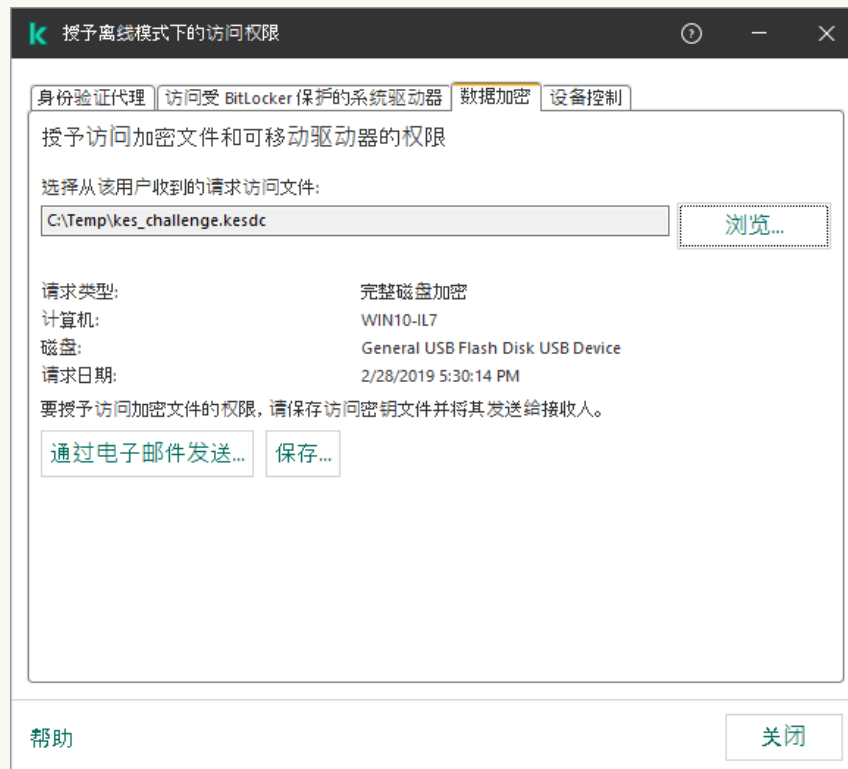 授予离线模式下的访问权限
身份验证代理 访问受 BitLocker 保护的系统驱动器 数据加密 设备控制
授予访问加密文件和可移动驱动器的权限
选择从该用户收到的请求访问文件:
C:\Temp\kes_challenge.kesdc 浏览...
请求类型: 完整磁盘加密
计算机: WIN10-IL7
磁盘: General USB Flash Disk USB Device
请求日期: 2/28/2019 5:30:14 PM
要授予访问加密文件的权限, 请保存访问密钥文件并将其发送给接收人。
通过电子邮件发送... 保存...
帮助 关闭